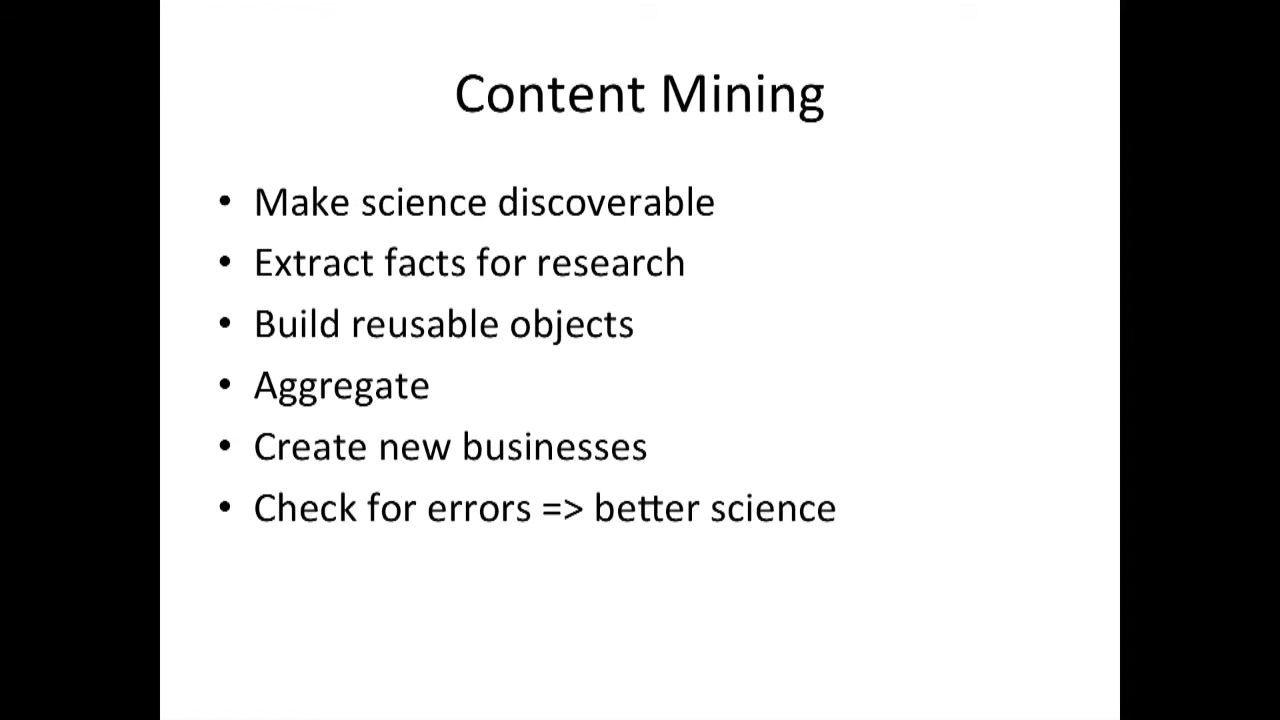 Content Mining
• Make science discoverable
• Extract facts for research
• Build reusable objects
• Aggregate
• Create new businesses
• Check for errors => better science